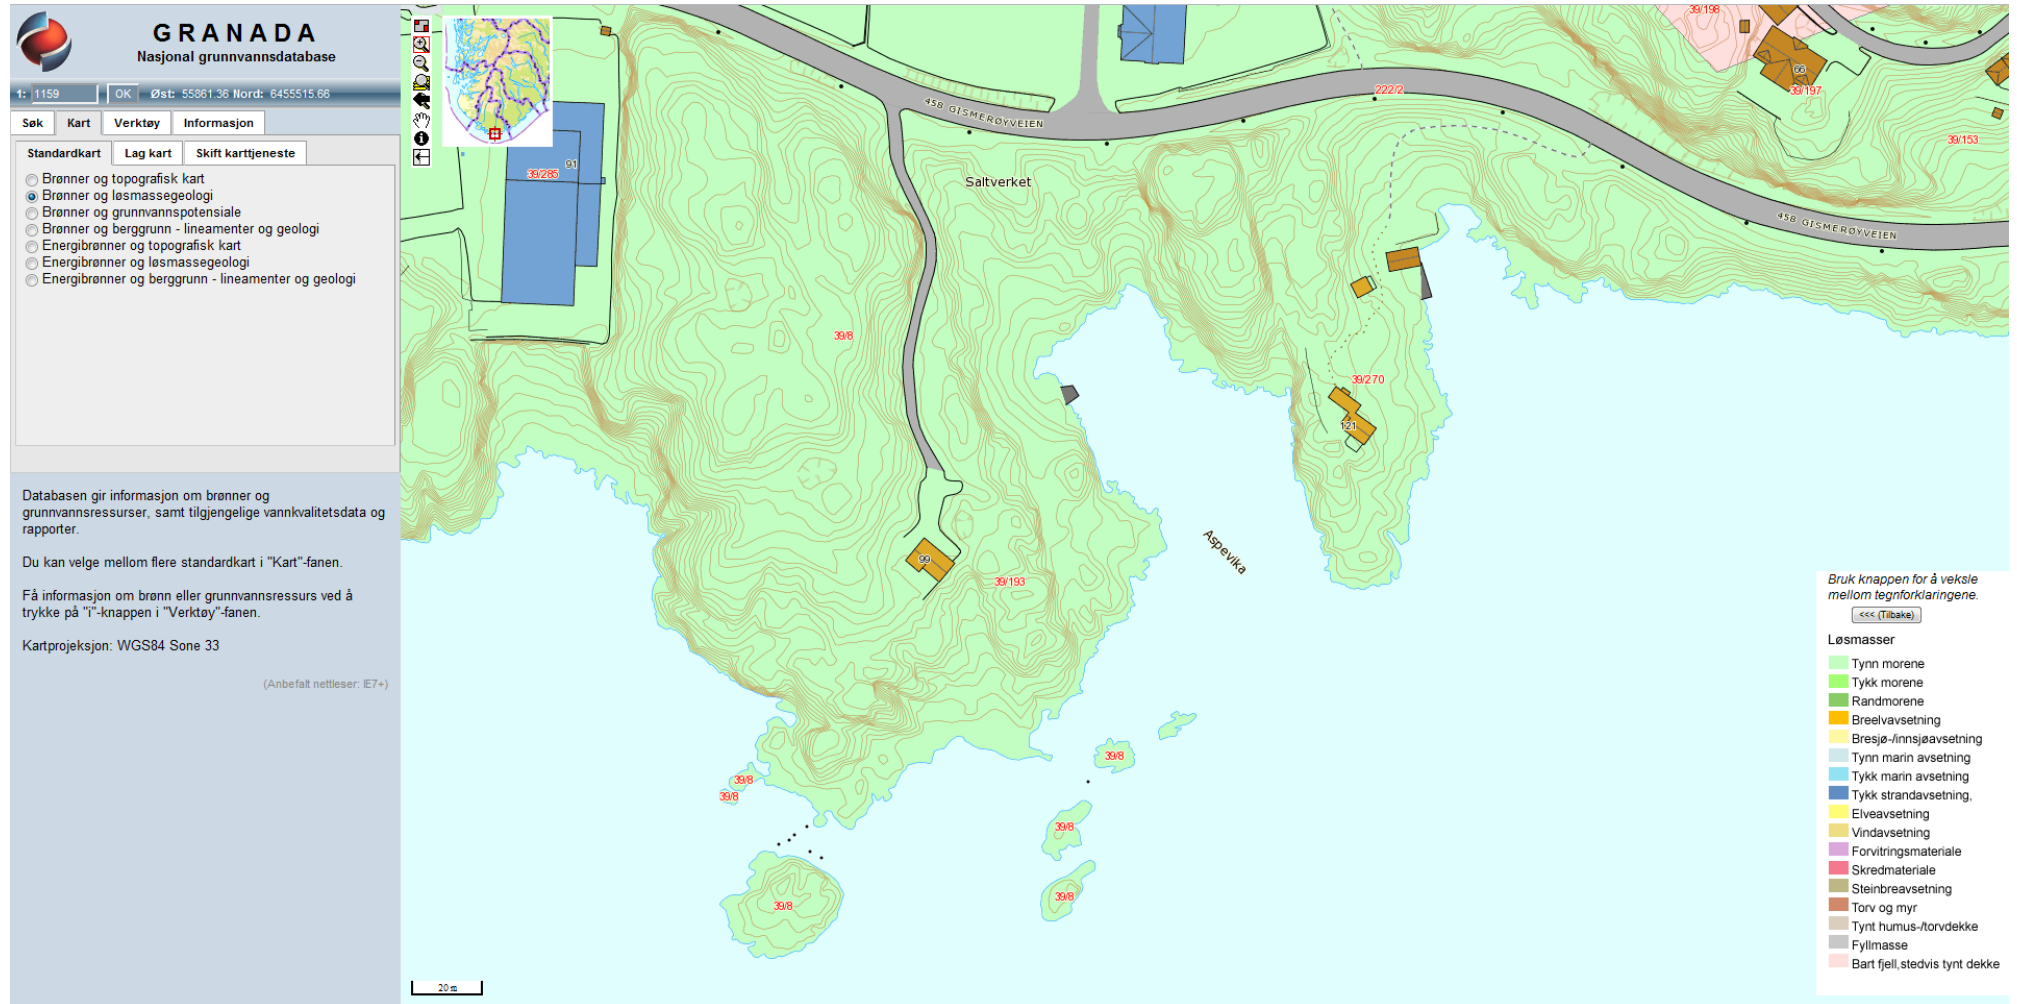 GRANADA
Nasjonal grunnvannsdatabase
1: 1159 OK Øst: 55861.36 Nord: 6455515.66
Søk Kart Verktøy Informasjon
Standardkart Lag kart Skift karttjeneste
Brønner og topografisk kart
Brønner og løsmassegeologi
Brønner og grunnvannspotensiale
Brønner og berggrunn - lineamenter og geologi
Energibrønner og topografisk kart
Energibrønner og løsmassegeologi
Energibrønner og berggrunn - lineamenter og geologi
Databasen gir informasjon om brønner og
grunnvannsressurser, samt tilgjengelige vannkvalitetsdata og
rapporter.
Du kan velge mellom flere standardkart i "Kart"-fanen.
Få informasjon om brønn eller grunnvannsressurs ved å
trykke på "i"-knappen i "Verktøy"-fanen.
Kartprojeksjon: WGS84 Sone 33
(Anbefalt nettleser: IE7+)
39/198
66
39/197
222/2
458 GISMERØYVEIEN
39/153
91
39/285
Saltverket
458 GISMERØYVEIEN
39/8
39/270
121
Aspevika
99
39/193
39/8
39/8
39/8
39/8
39/8
39/8
20 m
Bruk knappen for å veksle
mellom tegnforklaringene.
<<< (Tilbake)
Løsmasser
Tynn morene
Tykk morene
Randmorene
Breelvavsetning
Bresjø-/innsjøavsetning
Tynn marin avsetning
Tykk marin avsetning
Tykk strandavsetning,
Elveavsetning
Vindavsetning
Forvitringsmateriale
Skredmateriale
Steinbreavsetning
Torv og myr
Tynt humus-/torvdekke
Fyllmasse
Bart fjell,stedvis tynt dekke